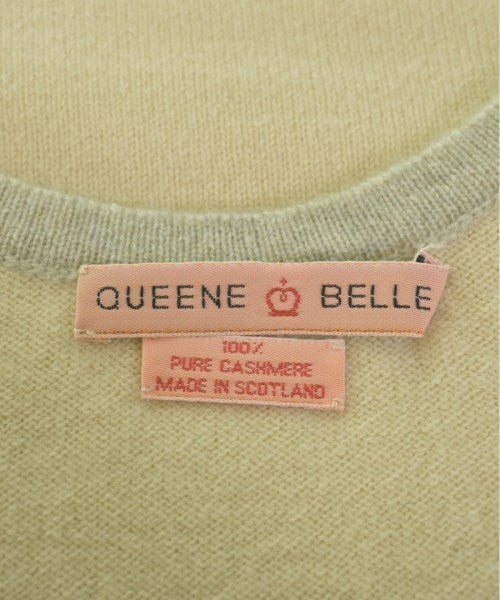 QUEENE BELLE
100%
PURE CASHMERE
MADE IN SCOTLAND